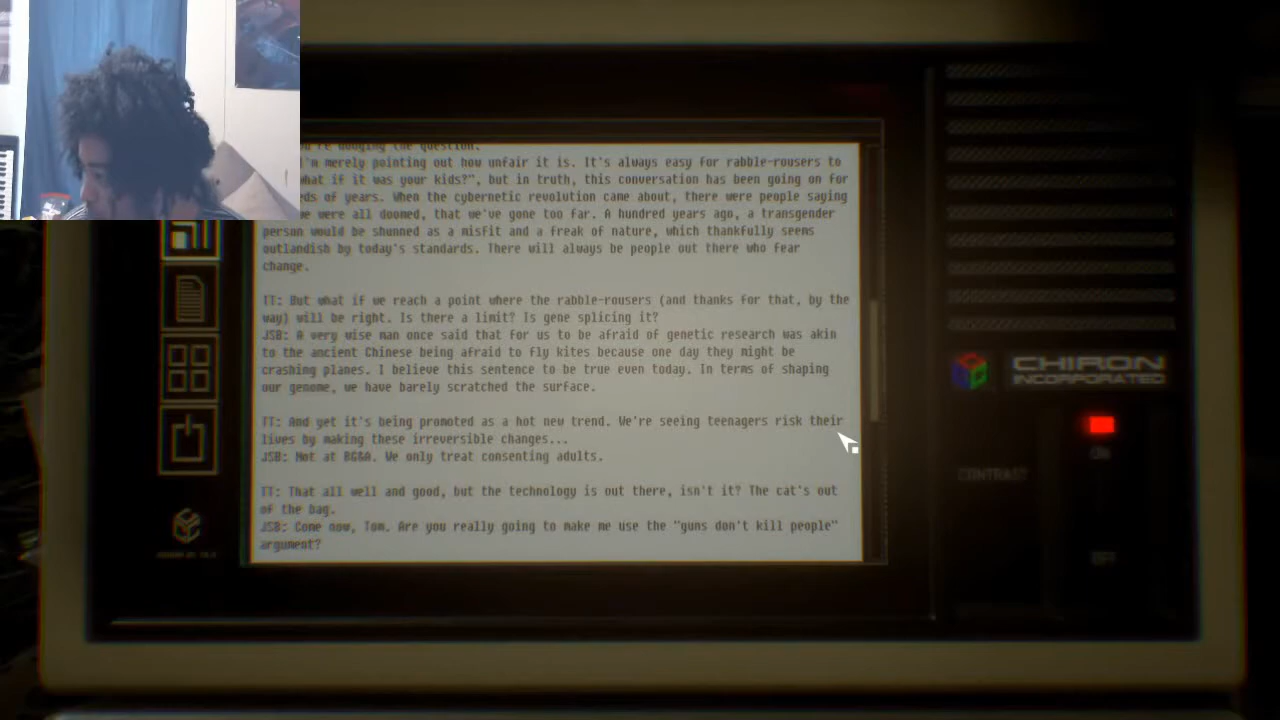 you're dodging the question.
I'm merely pointing out how unfair it is. It's always easy for rabble-rousers to
what if it was your kids?", but in truth, this conversation has been going on for
eds of years. When the cybernetic revolution came about, there were people saying
we were all doomed, that we've gone too far. A hundred years ago, a transgender
person would be shunned as a misfit and a freak of nature, which thankfully seems
outlandish by today's standards. There will always be people out there who fear
change.
TT: But what if we reach a point where the rabble-rousers (and thanks for that, by the
way) will be right. Is there a limit? Is gene splicing it?
JSB: A very wise man once said that for us to be afraid of genetic research was akin
to the ancient Chinese being afraid to fly kites because one day they might be
crashing planes. I believe this sentence to be true even today. In terms of shaping
our genome, we have barely scratched the surface.
TT: And yet it's being promoted as a hot new trend. We're seeing teenagers risk their
lives by making these irreversible changes...
JSB: Not at BG&A. We only treat consenting adults.
TT: That all well and good, but the technology is out there, isn't it? The cat's out
of the bag.
JSB: Come now, Tom. Are you really going to make me use the "guns don't kill people"
argument?
CHIRON
INCORPORATED
ON
CONTRAST
OFF